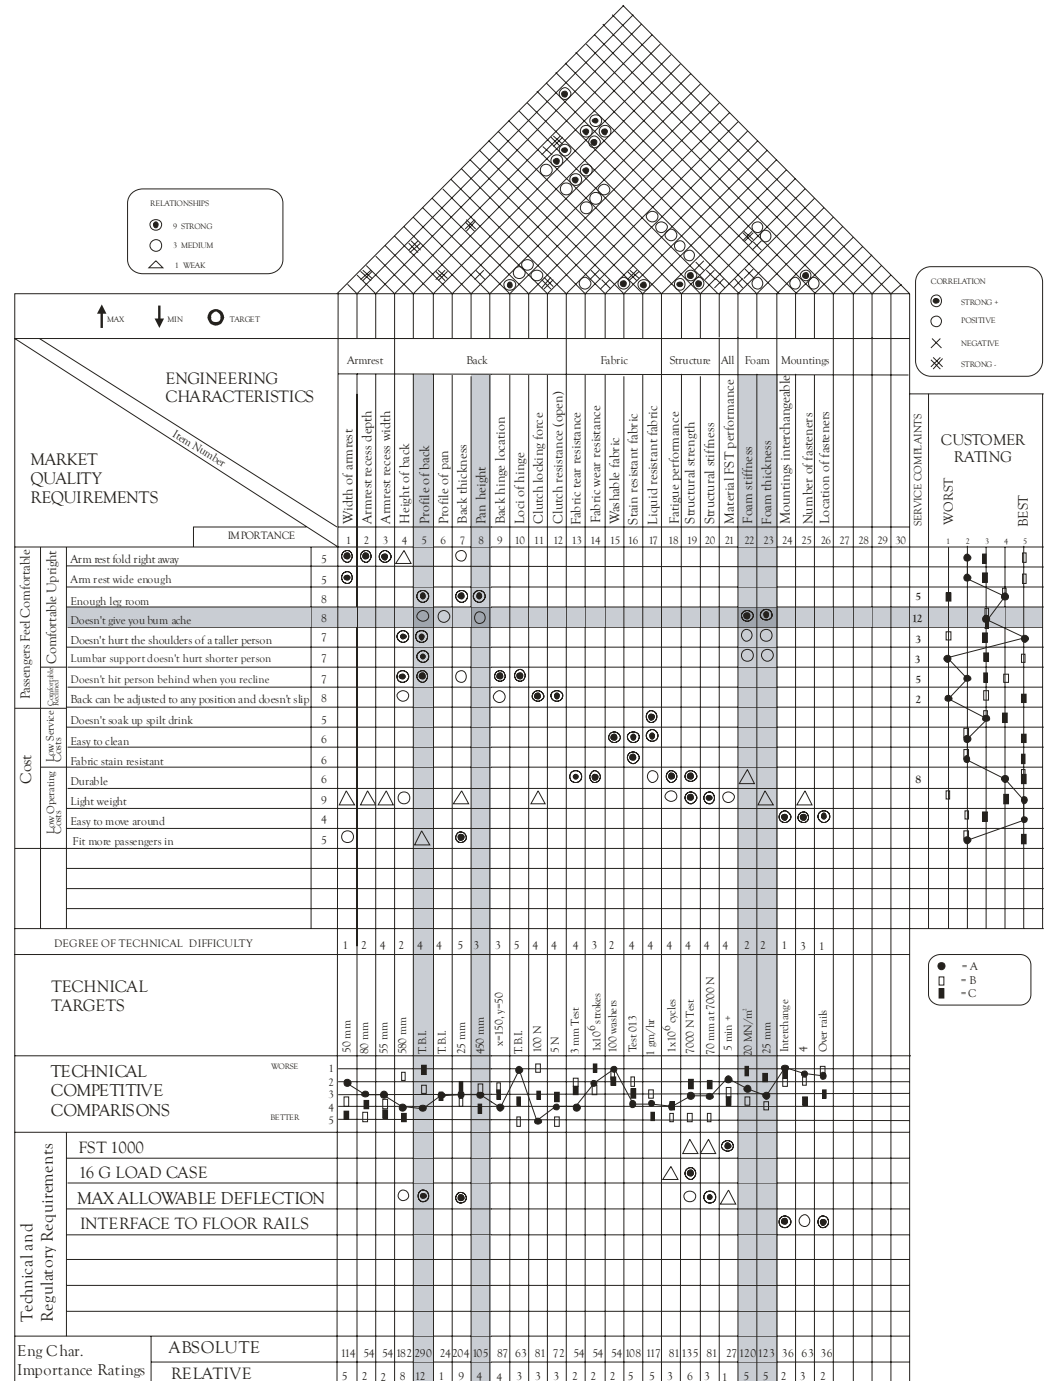 RELATIONSHIPS
9 STRONG
3 MEDIUM
1 WEAK
CORRELATION
STRONG +
POSITIVE
NEGATIVE
STRONG -
MAX MIN TARGET
Armrest Back Fabric Structure All Foam Mountings
ENGINEERING
CHARACTERISTICS
Item Number
MARKET
QUALITY
REQUIREMENTS
IMPORTANCE
Width of armrest
Armrest recess depth
Armrest recess width
Height of back
Profile of back
Profile of pan
Back thickness
Pan height
Back hinge location
Loci of hinge
Clutch locking force
Clutch resistance (open)
Fabric tear resistance
Fabric wear resistance
Washable fabric
Stain resistant fabric
Liquid resistant fabric
Fatigue performance
Structural strength
Structural stiffness
Material FST performance
Foam stiffness
Foam thickness
Mountings interchangeable
Number of fasteners
Location of fasteners
SERVICE COMPLAINTS
CUSTOMER
RATING
WORST
BEST
1 2 3 4 5 6 7 8 9 10 11 12 13 14 15 16 17 18 19 20 21 22 23 24 25 26 27 28 29 30
1 2 3 4 5
Passengers Feel Comfortable
Comfortable Upright
Comfortable Reclined
Cost
Low Service Costs
Low Operating Costs
Arm rest fold right away 5
Arm rest wide enough 5
Enough leg room 8 5
Doesn't give you bum ache 8 12
Doesn't hurt the shoulders of a taller person 7 3
Lumbar support doesn't hurt shorter person 7 3
Doesn't hit person behind when you recline 7 5
Back can be adjusted to any position and doesn't slip 8 2
Doesn't soak up spilt drink 5
Easy to clean 6
Fabric stain resistant 6
Durable 6 8
Light weight 9
Easy to move around 4
Fit more passengers in 5
DEGREE OF TECHNICAL DIFFICULTY 1 2 4 2 4 4 5 3 3 5 4 4 4 3 2 4 4 4 4 4 4 2 2 1 3 1
= A
= B
= C
TECHNICAL
TARGETS
50 mm
80 mm
55 mm
580 mm
T.B.I.
T.B.I.
25 mm
450 mm
x=150, y=50
T.B.I.
100 N
5 N
3 mm Test
1x10⁶ strokes
100 washers
Test 013
1 gm/hr
1x10⁶ cycles
7000 N Test
70 mm at 7000 N
5 min +
20 MN/m
25 mm
Interchange
4
Over rails
TECHNICAL
COMPETITIVE
COMPARISONS
WORSE
BETTER
1
2
3
4
5
Technical and
Regulatory Requirements
FST 1000
16 G LOAD CASE
MAX ALLOWABLE DEFLECTION
INTERFACE TO FLOOR RAILS
Eng Char.
Importance Ratings
ABSOLUTE 114 54 54 182 290 24 204 105 87 63 81 72 54 54 54 108 117 81 135 81 27 120 123 36 63 36
RELATIVE 5 2 2 8 12 1 9 4 4 3 3 3 2 2 2 5 5 3 6 3 1 5 5 2 3 2